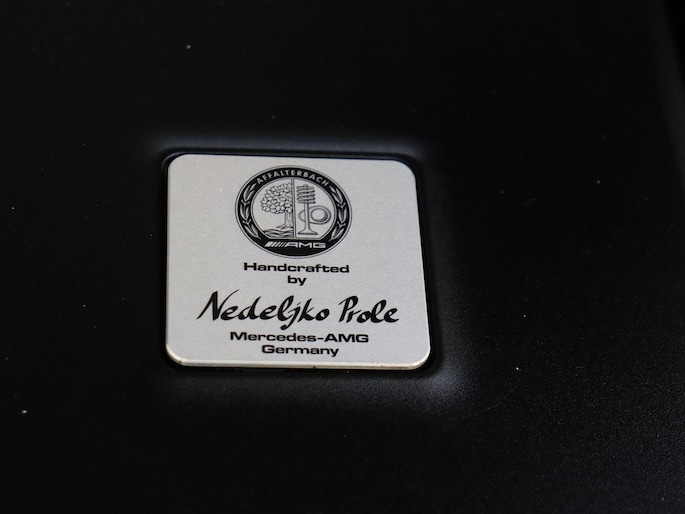 AFFALTERBACH
AMG
Handcrafted
by
Nedeljko Prole
Mercedes-AMG
Germany